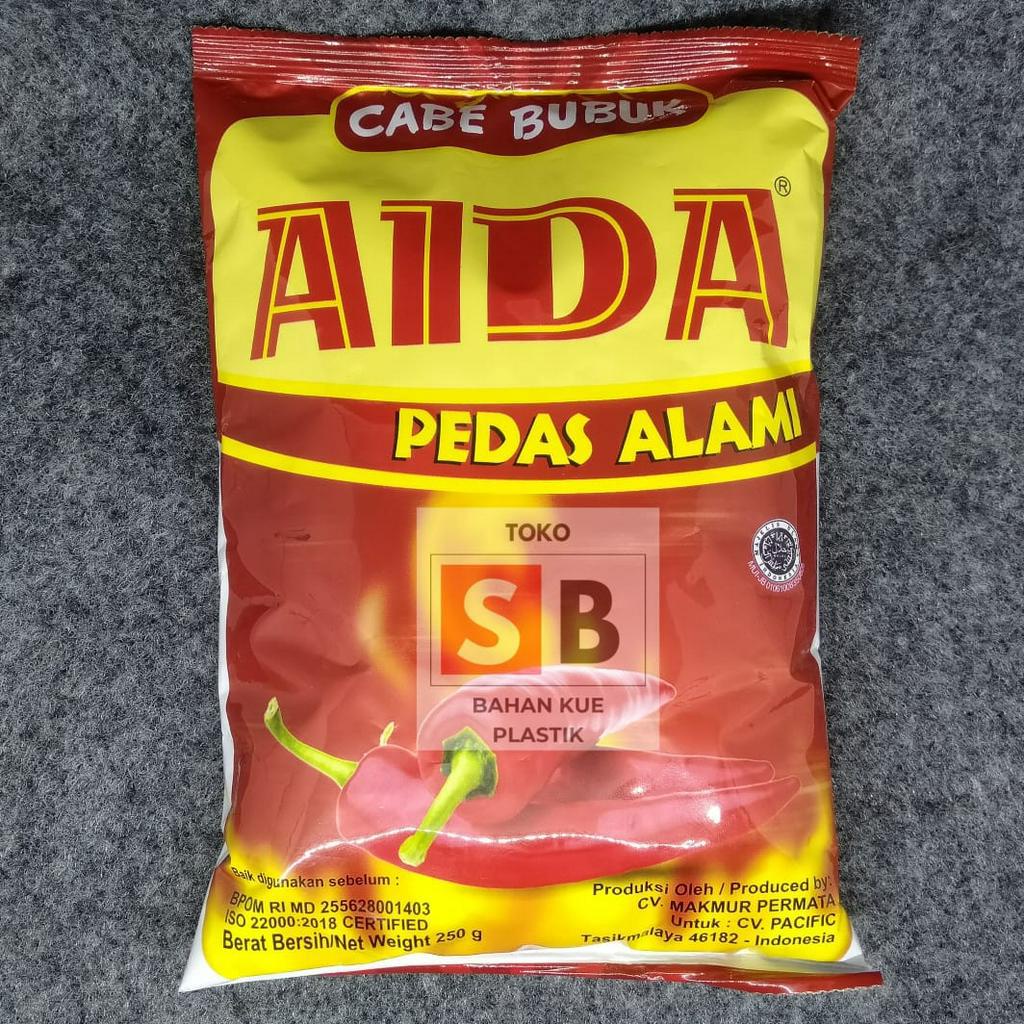 CABE BUBUK
AIDA
®
PEDAS ALAMI
TOKO
SB
BAHAN KUE
PLASTIK
Baik digunakan sebelum :
BPOM RI MD 255628001403
ISO 22000:2018 CERTIFIED
Berat Bersih/Net Weight 250 g
Produksi Oleh / Produced by:
CV. MAKMUR PERMATA
Untuk : CV. PACIFIC
Tasikmalaya 46182 - Indonesia